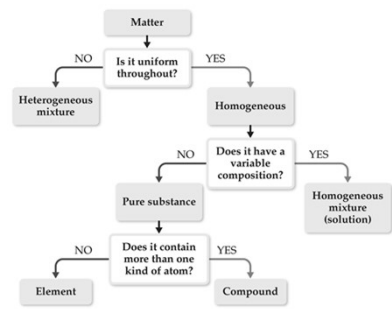 Matter
NO
Is it uniform
throughout?
YES
Heterogeneous
mixture
Homogeneous
NO
Does it have a
variable
composition?
YES
Pure substance
Homogeneous
mixture
(solution)
NO
Does it contain
more than one
kind of atom?
YES
Element
Compound